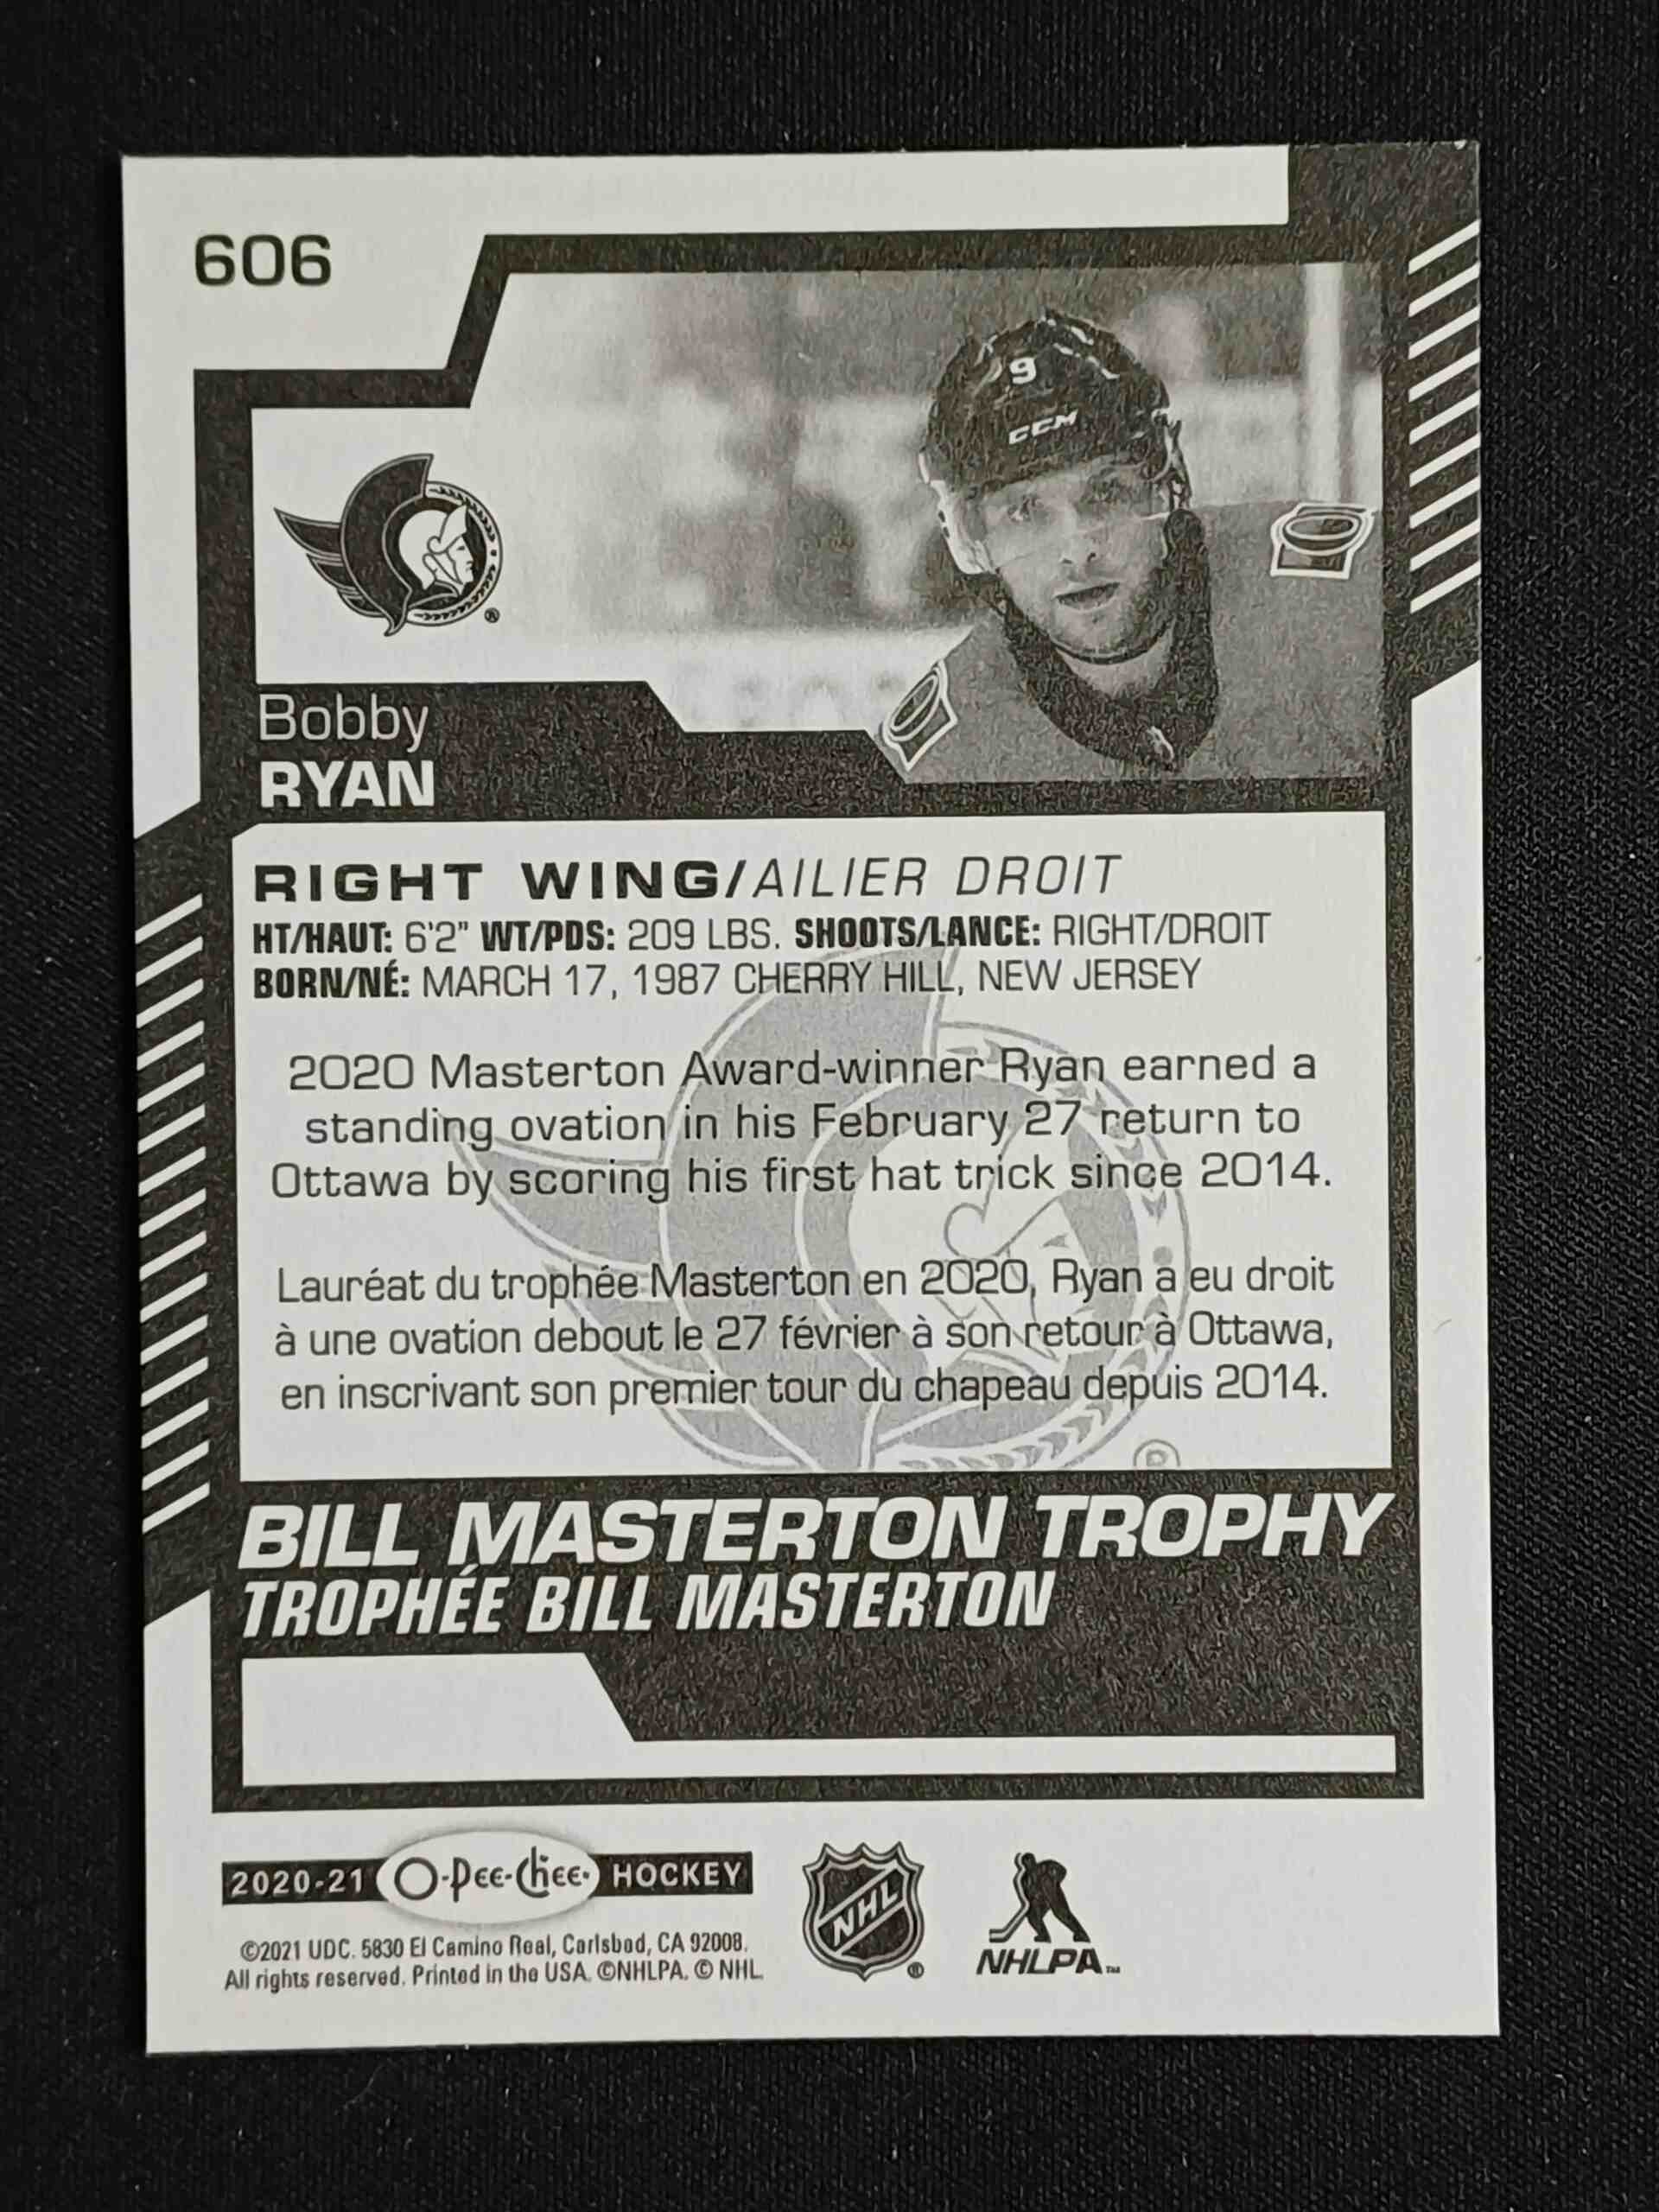 606
9
CCM
®
Bobby
RYAN
RIGHT WING/AILIER DROIT
HT/HAUT: 6'2" WT/PDS: 209 LBS. SHOOTS/LANCE: RIGHT/DROIT
BORN/NÉ: MARCH 17, 1987 CHERRY HILL, NEW JERSEY
2020 Masterton Award-winner Ryan earned a
standing ovation in his February 27 return to
Ottawa by scoring his first hat trick since 2014.
Lauréat du trophée Masterton en 2020, Ryan a eu droit
à une ovation debout le 27 février à son retour à Ottawa,
en inscrivant son premier tour du chapeau depuis 2014.
®
BILL MASTERTON TROPHY
TROPHÉE BILL MASTERTON
2020-21 O-Pee-Chee® HOCKEY
NHL ®
NHLPA™
©2021 UDC. 5830 El Camino Real, Carlsbad, CA 92008.
All rights reserved. Printed in the USA. ©NHLPA. © NHL.